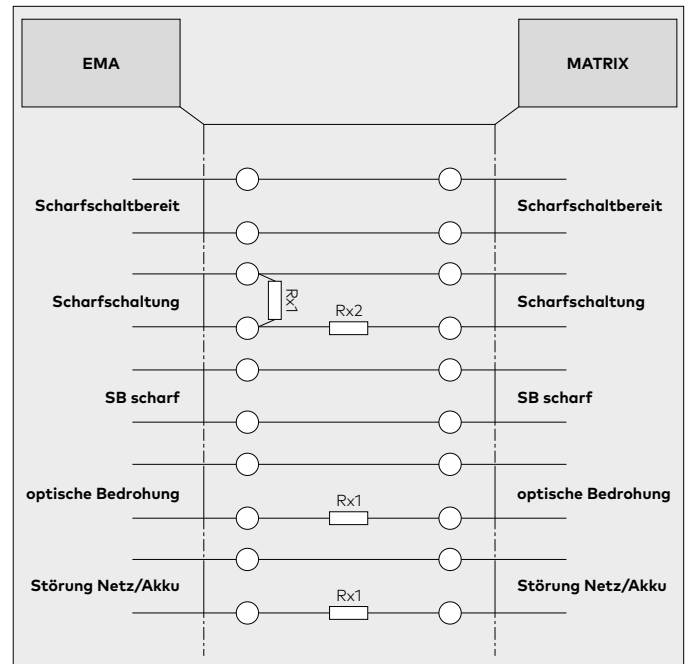 EMA
MATRIX
Scharfschaltbereit
Scharfschaltbereit
Scharfschaltung
Rx1
Rx2
Scharfschaltung
SB scharf
SB scharf
optische Bedrohung
Rx1
optische Bedrohung
Störung Netz/Akku
Rx1
Störung Netz/Akku